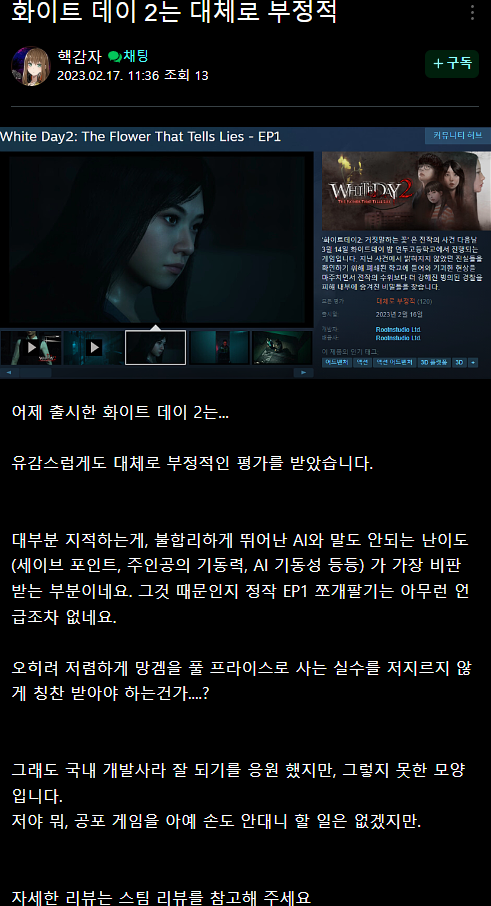 화이트 데이 2는 대체로 부정적
핵감자 채팅
2023.02.17. 11:36 조회 13
+ 구독
White Day2: The Flower That Tells Lies - EP1
커뮤니티 허브
WHITEDAY2
The Flower That Tells Lies
'화이트데이2: 거짓말하는 꽃' 은 전작의 사건 다음날
3월 14일 화이트데이 밤 연두고등학교에서 진행되는
게임입니다. 지난 사건에서 밝혀지지 않았던 진실들을
확인하기 위해 폐쇄된 학교에 들어와 기괴한 현상을
마주치면서 전작의 수위보다 더 강해진 빙의된 경찰을
피해 내부에 숨겨진 비밀들을 찾습니다.
모든 평가: 대체로 부정적 (120)
출시일: 2023년 2월 16일
개발자: Rootnstudio Ltd.
배급사: Rootnstudio Ltd.
이 제품의 인기 태그:
어드벤처 액션 액션 어드벤처 3D 플랫폼 3D +
어제 출시한 화이트 데이 2는...
유감스럽게도 대체로 부정적인 평가를 받았습니다.
대부분 지적하는게, 불합리하게 뛰어난 AI와 말도 안되는 난이도
(세이브 포인트, 주인공의 기동력, AI 기동성 등등) 가 가장 비판
받는 부분이네요. 그것 때문인지 정작 EP1 쪼개팔기는 아무런 언
급조차 없네요.
오히려 저렴하게 망겜을 풀 프라이스로 사는 실수를 저지르지 않
게 칭찬 받아야 하는건가....?
그래도 국내 개발사라 잘 되기를 응원 했지만, 그렇지 못한 모양
입니다.
저야 뭐, 공포 게임을 아예 손도 안대니 할 일은 없겠지만.
자세한 리뷰는 스팀 리뷰를 참고해 주세요